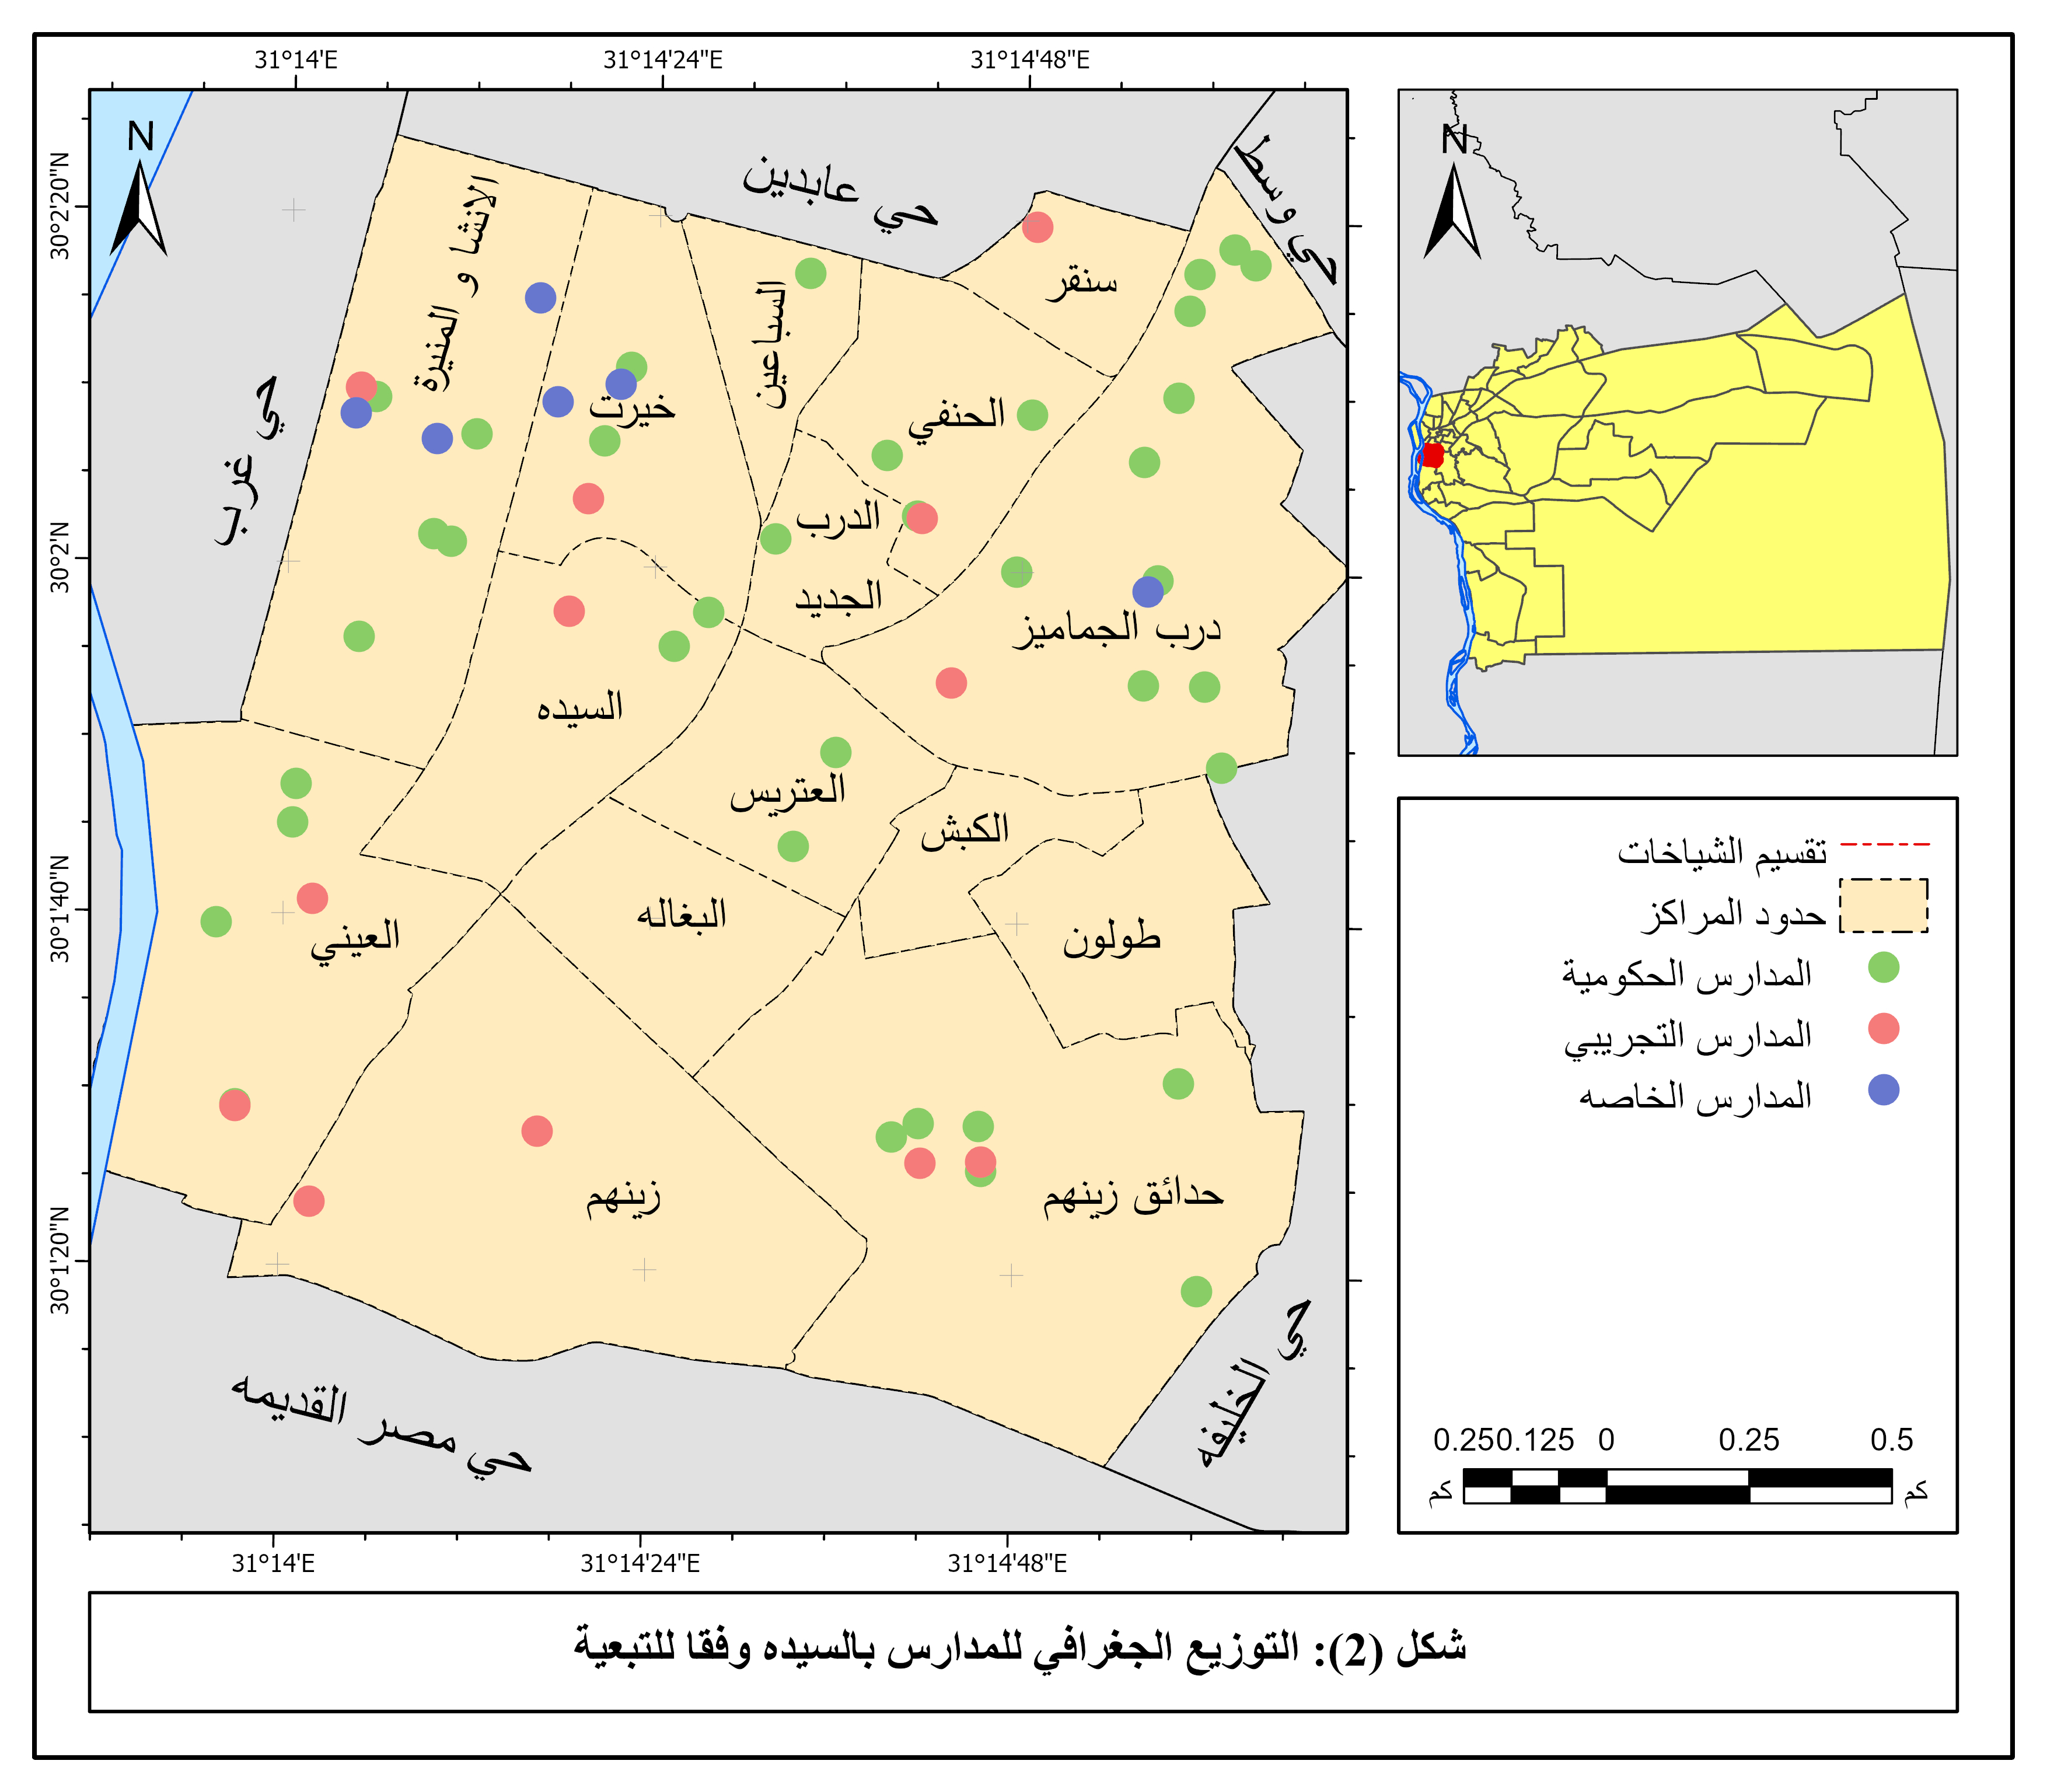 31°14'E
31°14'24"E
31°14'48"E
30°2'20"N
30°2'N
30°1'40"N
30°1'20"N
N
حي عابدين
حي وسط
الانشا و المنيرة
السباعين
سنقر
حي غرب
خيرت
الحنفي
الدرب
الجديد
درب الجماميز
السيده
العتريس
الكبش
البغاله
طولون
العيني
زينهم
حدائق زينهم
حي الخليفه
حي مصر القديمه
31°14'E
31°14'24"E
31°14'48"E
N
تقسيم الشياخات
حدود المراكز
المدارس الحكومية
المدارس التجريبي
المدارس الخاصه
0.25 0.125 0 0.25 0.5
كم كم
شكل (2): التوزيع الجغرافي للمدارس بالسيده وفقا للتبعية